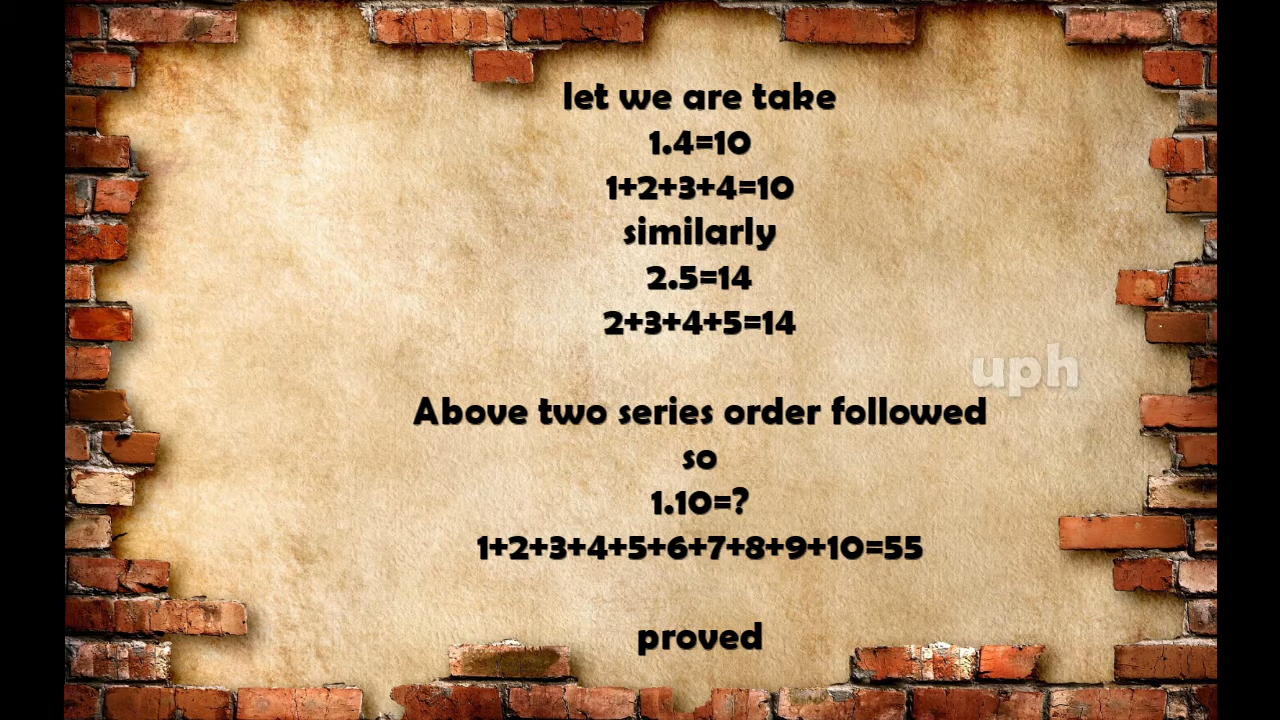 let we are take
1.4=10
1+2+3+4=10
similarly
2.5=14
2+3+4+5=14
uph
Above two series order followed
so
1.10=?
1+2+3+4+5+6+7+8+9+10=55
proved